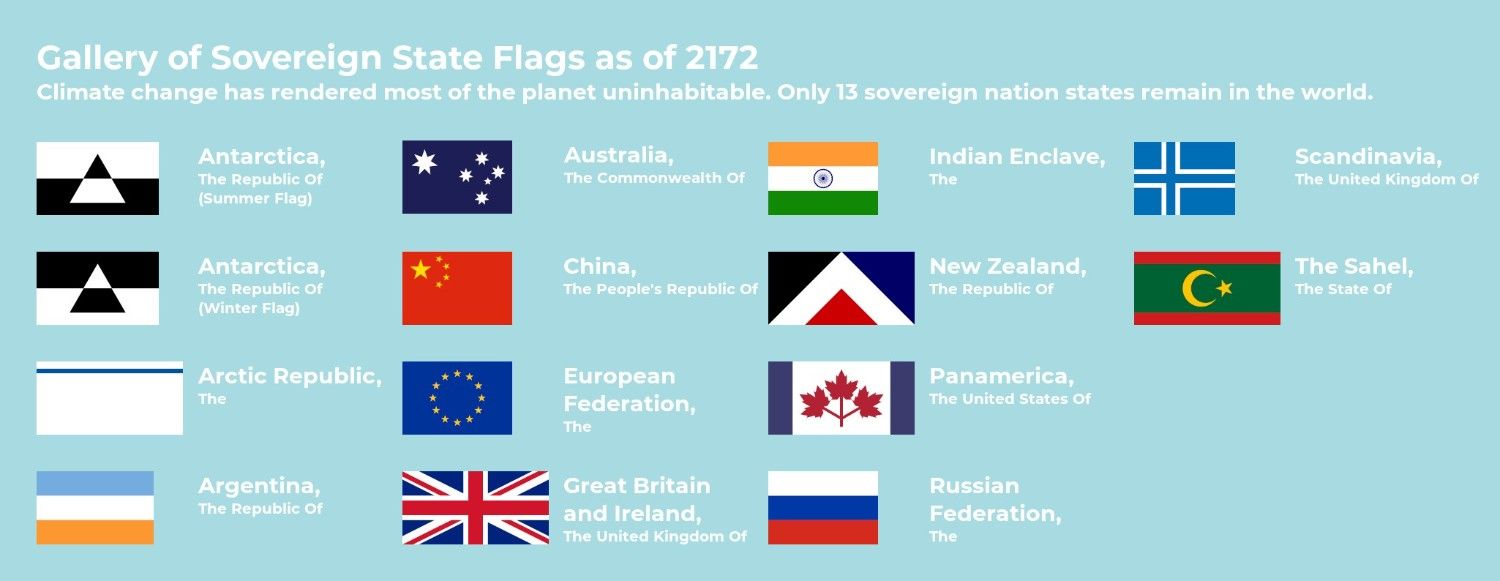 Gallery of Sovereign State Flags as of 2172
Climate change has rendered most of the planet uninhabitable. Only 13 sovereign nation states remain in the world.
Antarctica,
The Republic Of
(Summer Flag)
Antarctica,
The Republic Of
(Winter Flag)
Arctic Republic,
The
Argentina,
The Republic Of
Australia,
The Commonwealth Of
China,
The People's Republic Of
European
Federation,
The
Great Britain
and Ireland,
The United Kingdom Of
Indian Enclave,
The
New Zealand,
The Republic Of
Panamerica,
The United States Of
Russian
Federation,
The
Scandinavia,
The United Kingdom Of
The Sahel,
The State Of